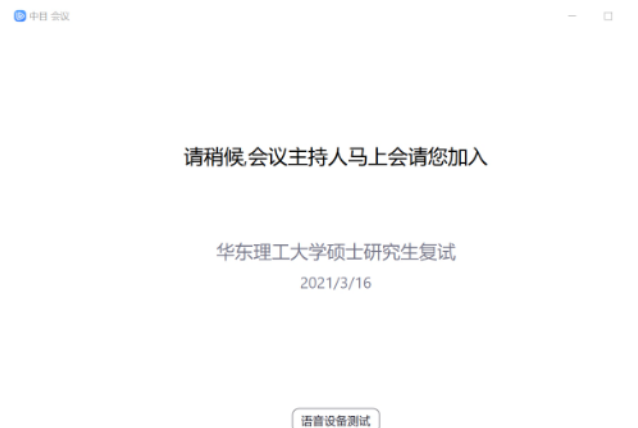 中目 会议
请稍候,会议主持人马上会请您加入
华东理工大学硕士研究生复试
2021/3/16
语音设备测试